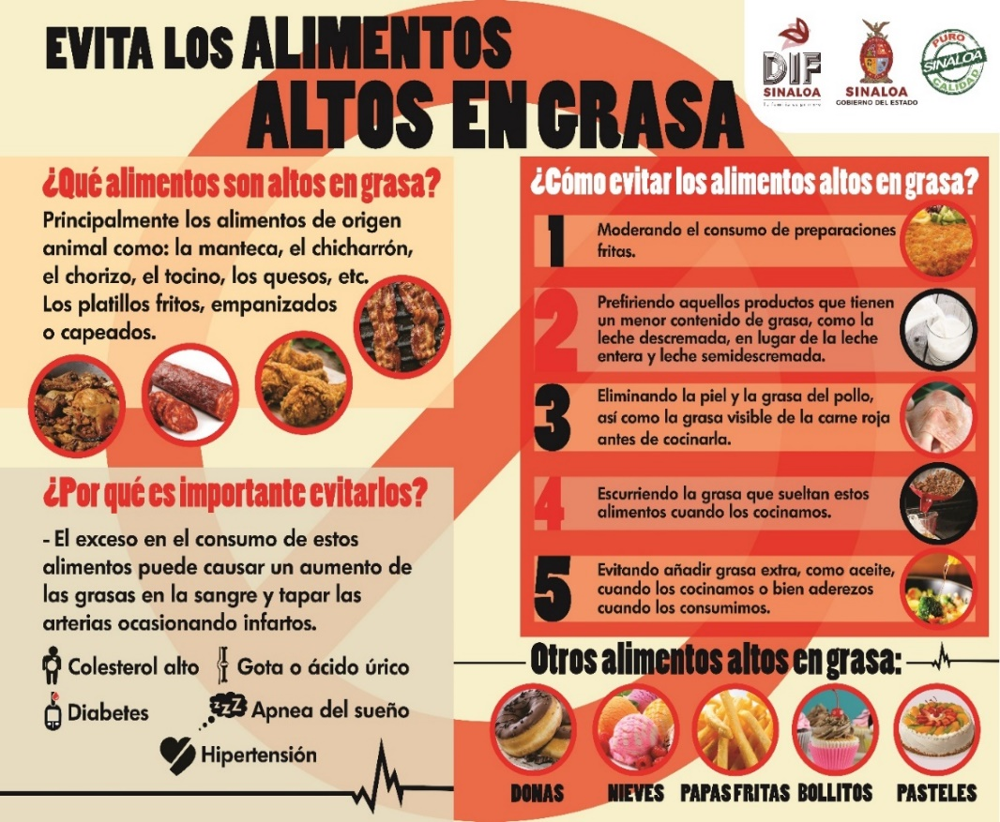 EVITA LOS ALIMENTOS
ALTOS EN GRASA
DIF
SINALOA
SINALOA
GOBIERNO DEL ESTADO
PURO
SINALOA
CALIDAD
¿Qué alimentos son altos en grasa?
Principalmente los alimentos de origen
animal como: la manteca, el chicharrón,
el chorizo, el tocino, los quesos, etc.
Los platillos fritos, empanizados
o capeados.
¿Por qué es importante evitarlos?
- El exceso en el consumo de estos
alimentos puede causar un aumento de
las grasas en la sangre y tapar las
arterias ocasionando infartos.
Colesterol alto
Gota o ácido úrico
Diabetes
zzZ Apnea del sueño
Hipertensión
¿Cómo evitar los alimentos altos en grasa?
1 Moderando el consumo de preparaciones
fritas.
2 Prefiriendo aquellos productos que tienen
un menor contenido de grasa, como la
leche descremada, en lugar de la leche
entera y leche semidescremada.
3 Eliminando la piel y la grasa del pollo,
así como la grasa visible de la carne roja
antes de cocinarla.
4 Escurriendo la grasa que sueltan estos
alimentos cuando los cocinamos.
5 Evitando añadir grasa extra, como aceite,
cuando los cocinamos o bien aderezos
cuando los consumimos.
Otros alimentos altos en grasa:
DONAS
NIEVES
PAPAS FRITAS
BOLLITOS
PASTELES